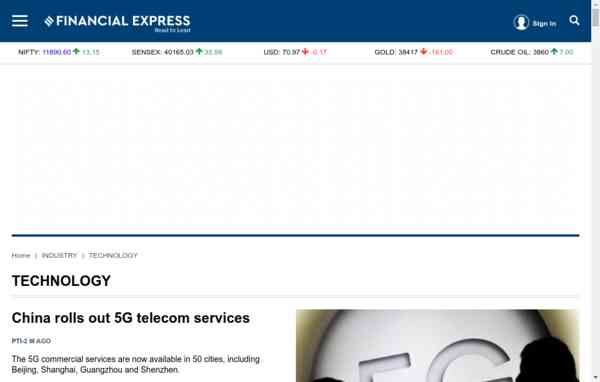 FINANCIAL EXPRESS
Read to Lead
Sign In
NIFTY: 11890.60 13.15 SENSEX: 40165.03 35.98 USD: 70.97 -0.17 GOLD: 38417 -161.00 CRUDE OIL: 3860 7.00
Home | INDUSTRY | TECHNOLOGY
TECHNOLOGY
China rolls out 5G telecom services
PTI-2 M AGO
The 5G commercial services are now available in 50 cities, including
Beijing, Shanghai, Guangzhou and Shenzhen.
5G